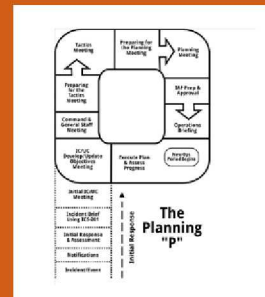 Tactics
Meeting
Preparing for
the Planning
Meeting
Planning
Meeting
Preparing
for the
Tactics
Meeting
IAP Prep &
Approval
Command &
General Staff
Meeting
Operations
Briefing
IC/UC
Develop/Update
Objectives
Meeting
Execute Plan &
Assess
Progress
New Ops
Period Begins
Initial IC/UC
Meeting
Incident Brief
Using ICS-201
Initial Response
& Assessment
Notifications
Incident/Event
Initial Response
The
Planning
"P"